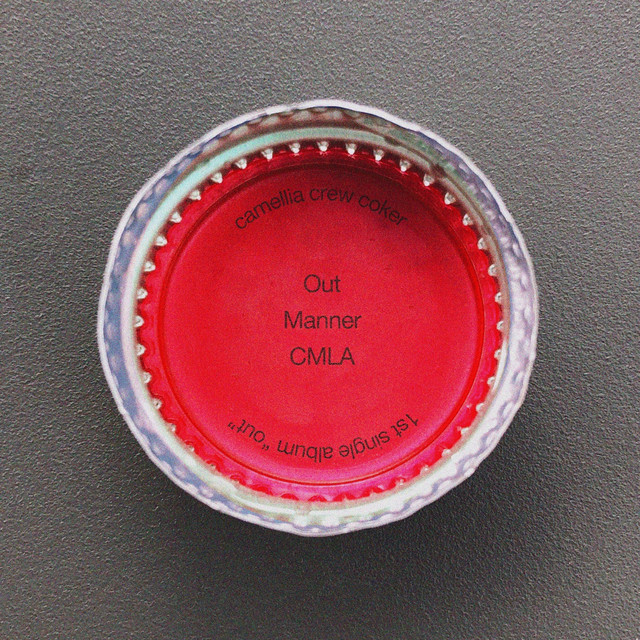 camellia crew coker
Out
Manner
CMLA
1st single album "out"